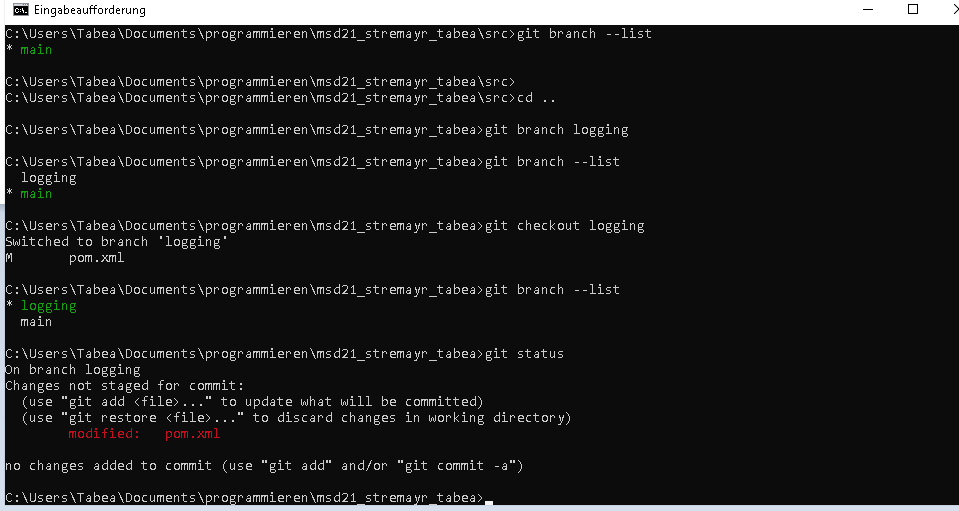 Eingabeaufforderung
C:\Users\Tabea\Documents\programmieren\msd21_stremayr_tabea\src>git branch --list
* main
C:\Users\Tabea\Documents\programmieren\msd21_stremayr_tabea\src>
C:\Users\Tabea\Documents\programmieren\msd21_stremayr_tabea\src>cd ..
C:\Users\Tabea\Documents\programmieren\msd21_stremayr_tabea>git branch logging
C:\Users\Tabea\Documents\programmieren\msd21_stremayr_tabea>git branch --list
  logging
* main
C:\Users\Tabea\Documents\programmieren\msd21_stremayr_tabea>git checkout logging
Switched to branch 'logging'
M       pom.xml
C:\Users\Tabea\Documents\programmieren\msd21_stremayr_tabea>git branch --list
* logging
  main
C:\Users\Tabea\Documents\programmieren\msd21_stremayr_tabea>git status
On branch logging
Changes not staged for commit:
  (use "git add <file>..." to update what will be committed)
  (use "git restore <file>..." to discard changes in working directory)
        modified:   pom.xml
no changes added to commit (use "git add" and/or "git commit -a")
C:\Users\Tabea\Documents\programmieren\msd21_stremayr_tabea>